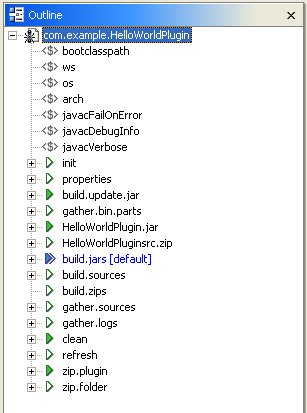 Outline
com.example.HelloWorldPlugin
bootclasspath
ws
os
arch
javacFailOnError
javacDebugInfo
javacVerbose
init
properties
build.update.jar
gather.bin.parts
HelloWorldPlugin.jar
HelloWorldPluginsrc.zip
build.jars [default]
build.sources
build.zips
gather.sources
gather.logs
clean
refresh
zip.plugin
zip.folder